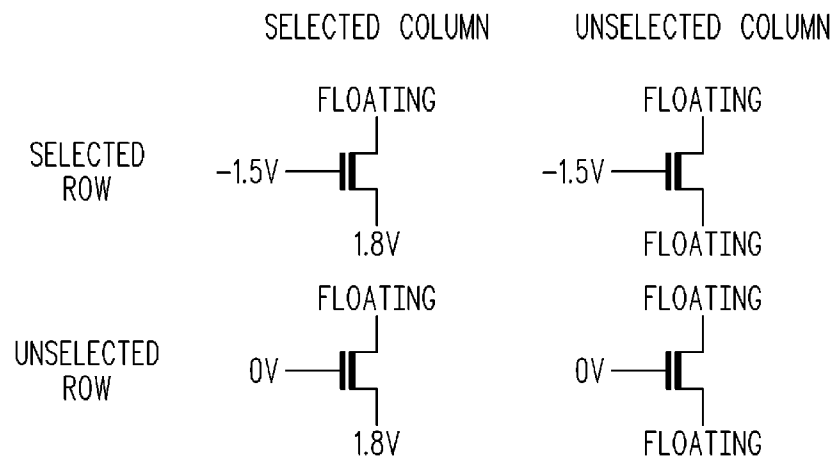 SELECTED COLUMN UNSELECTED COLUMN
FLOATING FLOATING
SELECTED
ROW
-1.5V -1.5V
1.8V FLOATING
FLOATING FLOATING
UNSELECTED
ROW
0V 0V
1.8V FLOATING